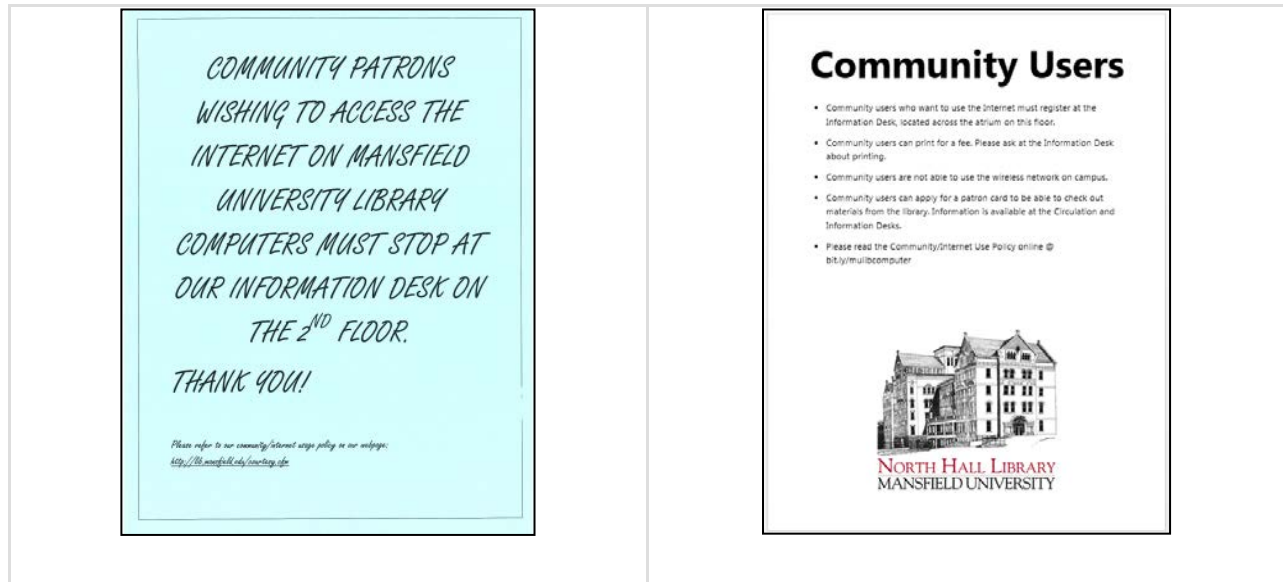 COMMUNITY PATRONS
WISHING TO ACCESS THE
INTERNET ON MANSFIELD
UNIVERSITY LIBRARY
COMPUTERS MUST STOP AT
OUR INFORMATION DESK ON
THE 2ND FLOOR.
THANK YOU!
Please refer to our community/internet usage policy on our webpage:
http://lib.mansfield.edu/courtesy.cfm
Community Users
• Community users who want to use the Internet must register at the
Information Desk, located across the atrium on this floor.
• Community users can print for a fee. Please ask at the Information Desk
about printing.
• Community users are not able to use the wireless network on campus.
• Community users can apply for a patron card to be able to check out
materials from the library. Information is available at the Circulation and
Information Desks.
• Please read the Community/Internet Use Policy online @
bit.ly/mulibcomputer
NORTH HALL LIBRARY
MANSFIELD UNIVERSITY